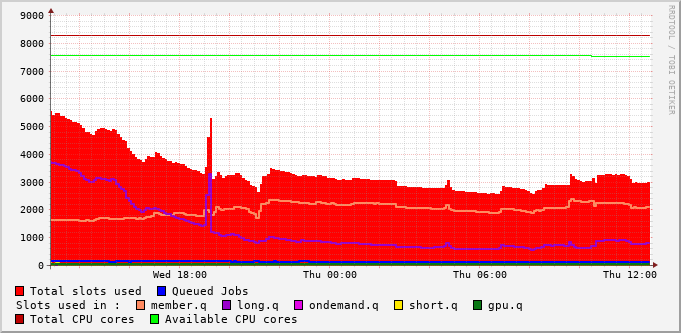 RRDTOOL / TOBI OETIKER
9000
8000
7000
6000
5000
4000
3000
2000
1000
0
Wed 18:00 Thu 00:00 Thu 06:00 Thu 12:00
Total slots used Queued Jobs
Slots used in : member.q long.q ondemand.q short.q gpu.q
Total CPU cores Available CPU cores